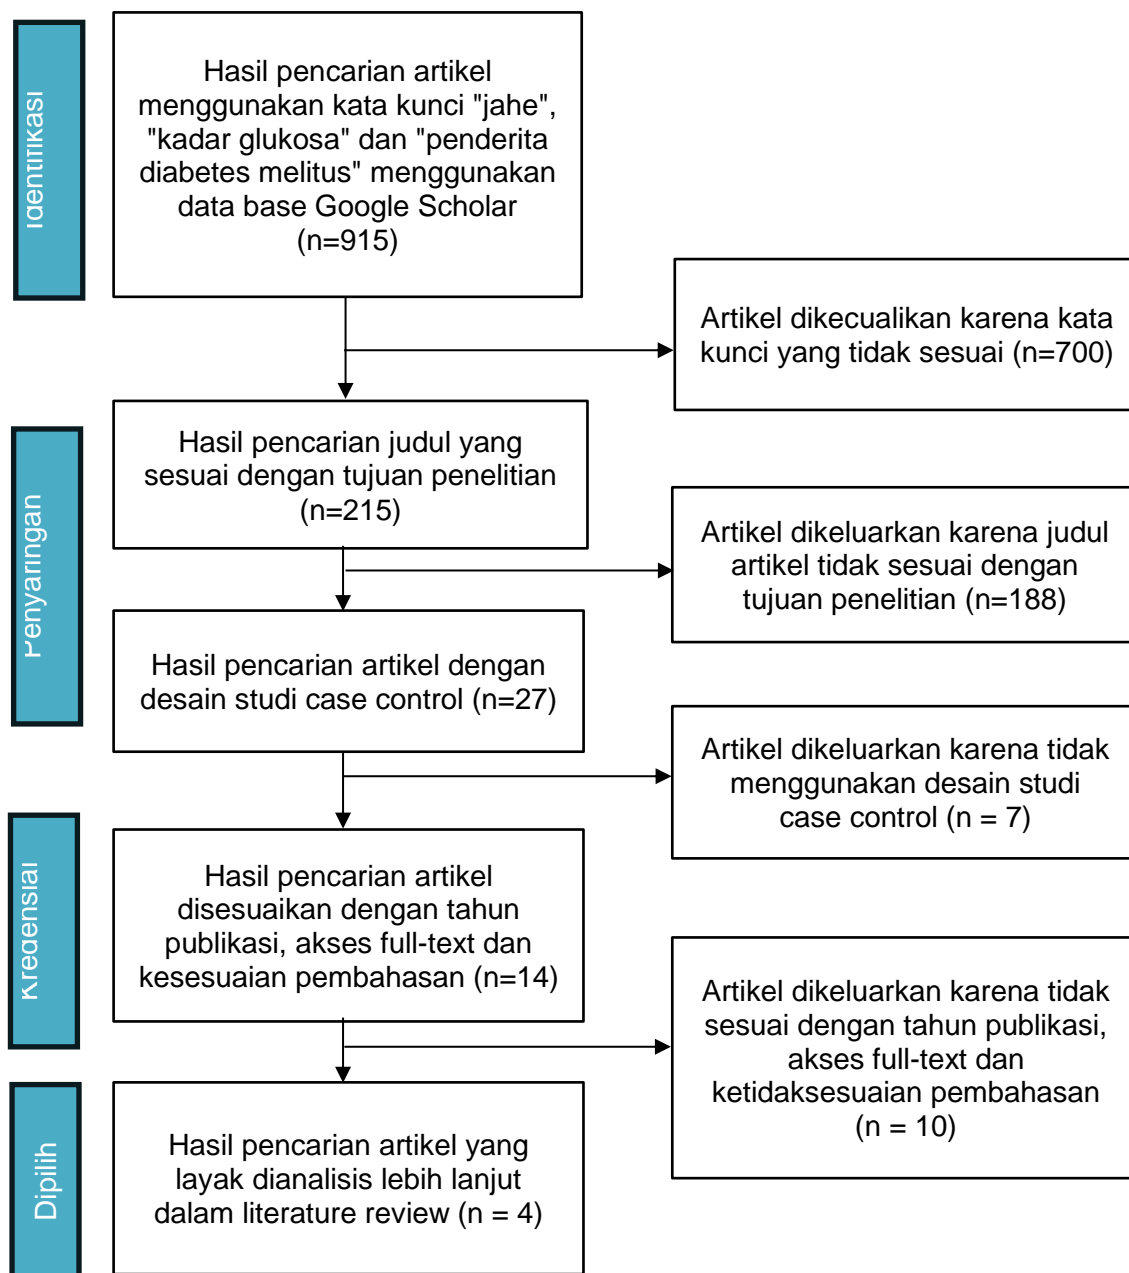 Identifikasi
Hasil pencarian artikel
menggunakan kata kunci "jahe",
"kadar glukosa" dan "penderita
diabetes melitus" menggunakan
data base Google Scholar
(n=915)
Artikel dikecualikan karena kata
kunci yang tidak sesuai (n=700)
Penyaringan
Hasil pencarian judul yang
sesuai dengan tujuan penelitian
(n=215)
Artikel dikeluarkan karena judul
artikel tidak sesuai dengan
tujuan penelitian (n=188)
Hasil pencarian artikel dengan
desain studi case control (n=27)
Artikel dikeluarkan karena tidak
menggunakan desain studi
case control (n = 7)
Kredensial
Hasil pencarian artikel
disesuaikan dengan tahun
publikasi, akses full-text dan
kesesuaian pembahasan (n=14)
Artikel dikeluarkan karena tidak
sesuai dengan tahun publikasi,
akses full-text dan
ketidaksesuaian pembahasan
(n = 10)
Dipilih
Hasil pencarian artikel yang
layak dianalisis lebih lanjut
dalam literature review (n = 4)